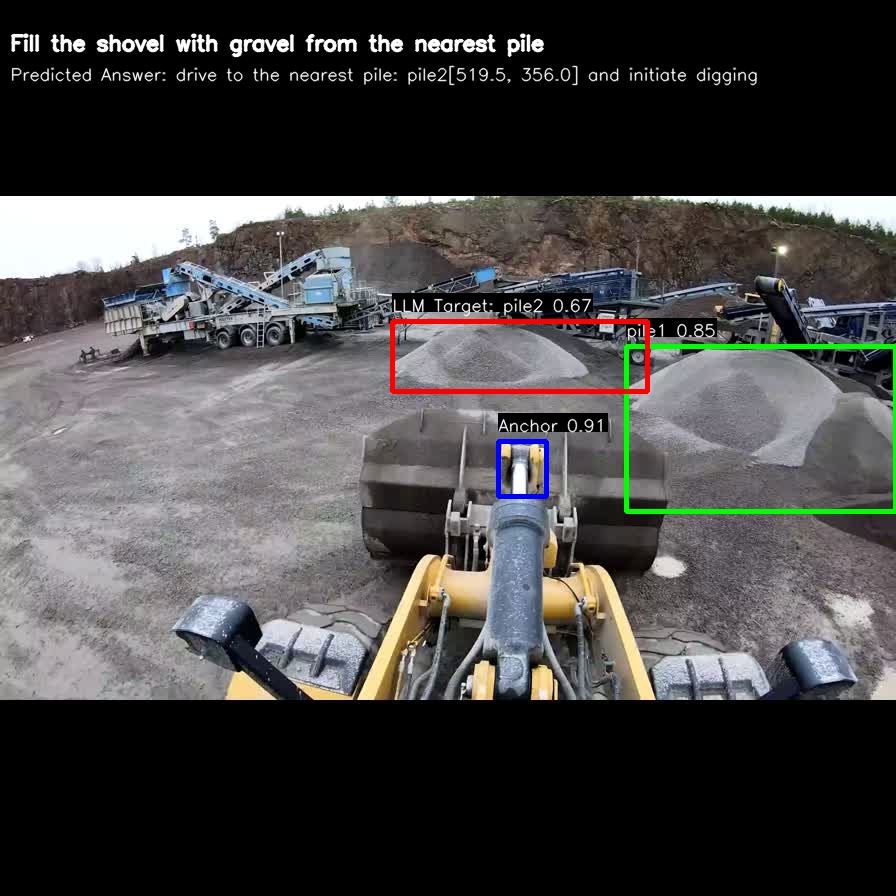 Fill the shovel with gravel from the nearest pile
Predicted Answer: drive to the nearest pile: pile2[519.5, 356.0] and initiate digging
LLM Target: pile2 0.67
pile1 0.85
Anchor 0.91